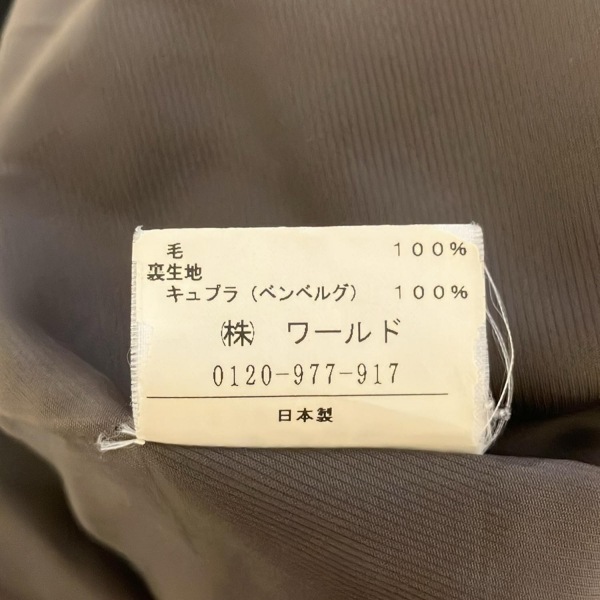 毛 100%
裏生地
キュプラ(ベンベルグ) 100%
㈱ ワールド
0120-977-917
日本製